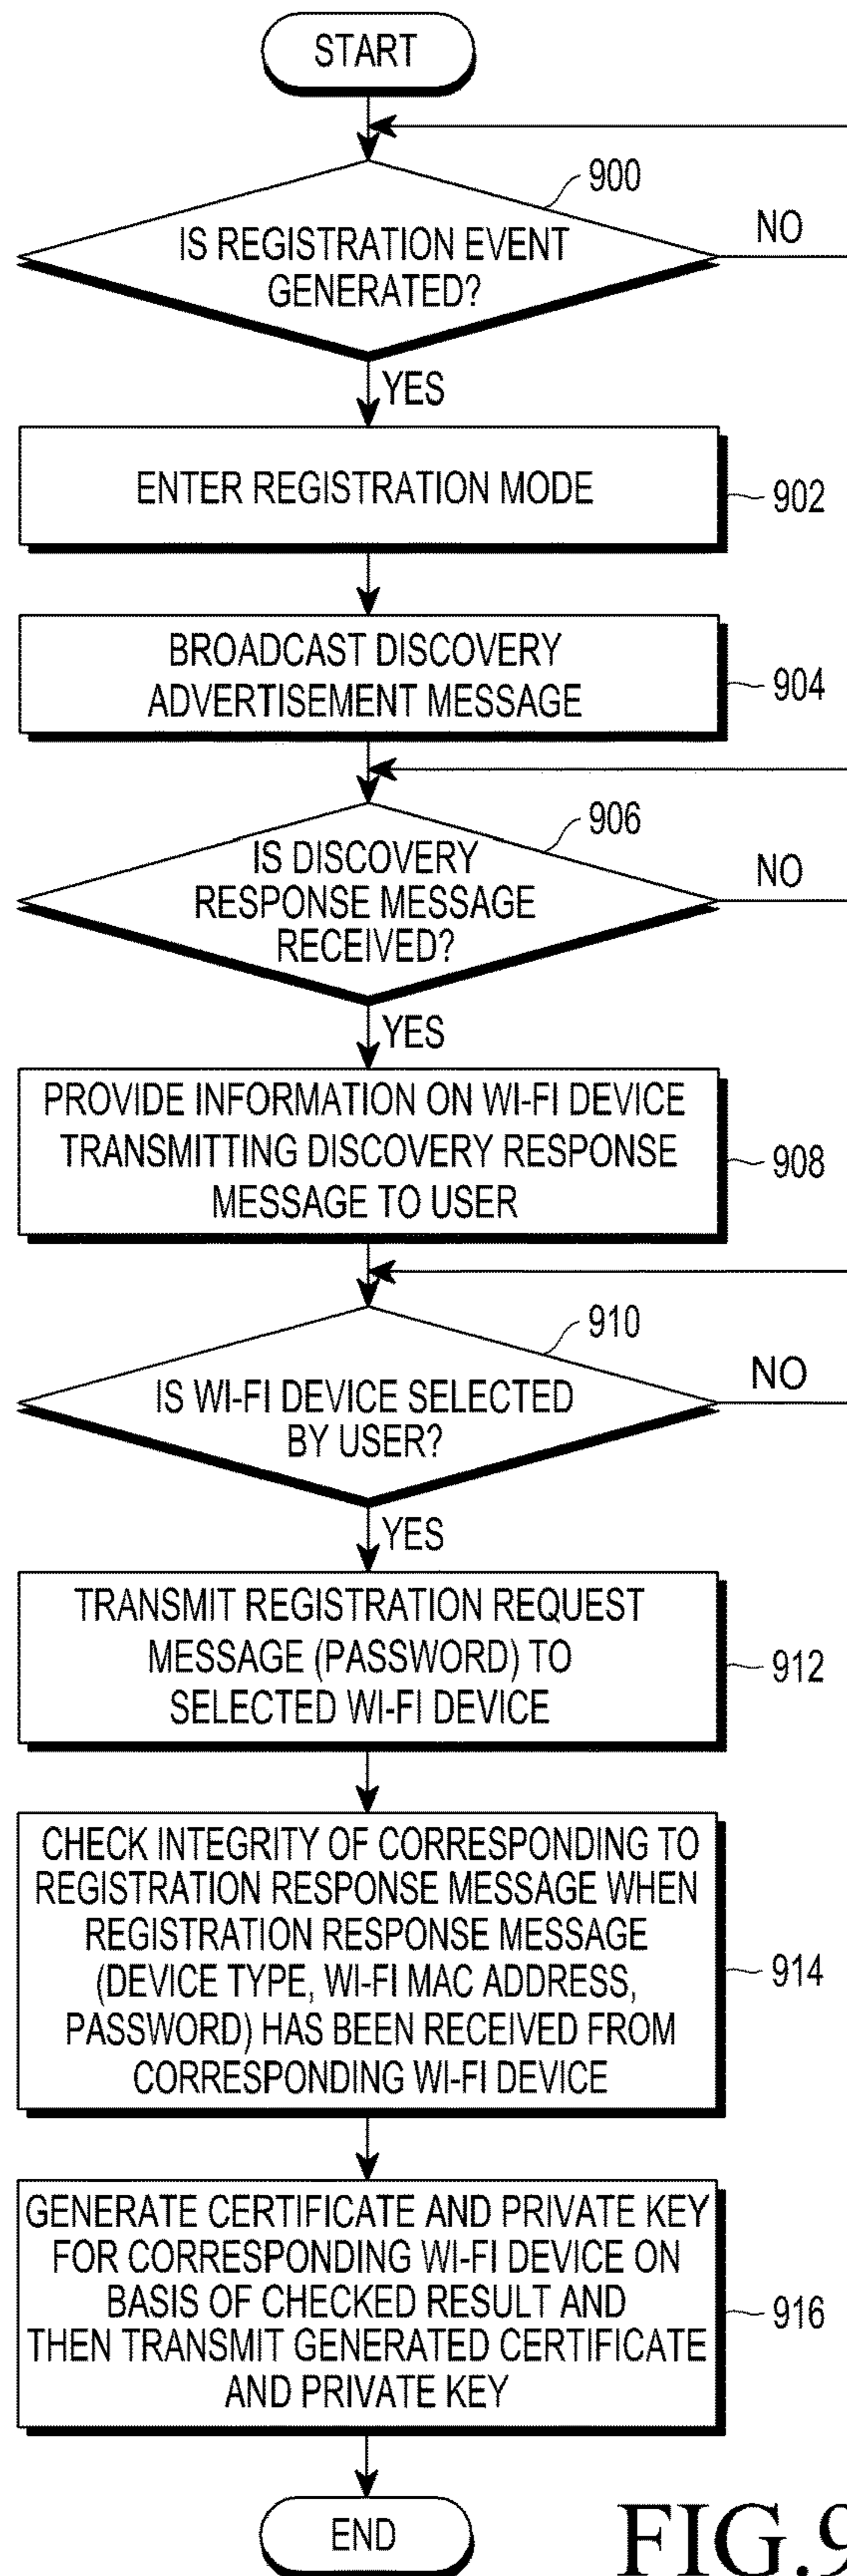 START
900
IS REGISTRATION EVENT
GENERATED?
NO
YES
ENTER REGISTRATION MODE
902
BROADCAST DISCOVERY
ADVERTISEMENT MESSAGE
904
906
IS DISCOVERY
RESPONSE MESSAGE
RECEIVED?
NO
YES
PROVIDE INFORMATION ON WI-FI DEVICE
TRANSMITTING DISCOVERY RESPONSE
MESSAGE TO USER
908
910
IS WI-FI DEVICE SELECTED
BY USER?
NO
YES
TRANSMIT REGISTRATION REQUEST
MESSAGE (PASSWORD) TO
SELECTED WI-FI DEVICE
912
CHECK INTEGRITY OF CORRESPONDING TO
REGISTRATION RESPONSE MESSAGE WHEN
REGISTRATION RESPONSE MESSAGE
(DEVICE TYPE, WI-FI MAC ADDRESS,
PASSWORD) HAS BEEN RECEIVED FROM
CORRESPONDING WI-FI DEVICE
914
GENERATE CERTIFICATE AND PRIVATE KEY
FOR CORRESPONDING WI-FI DEVICE ON
BASIS OF CHECKED RESULT AND
THEN TRANSMIT GENERATED CERTIFICATE
AND PRIVATE KEY
916
END
FIG.9